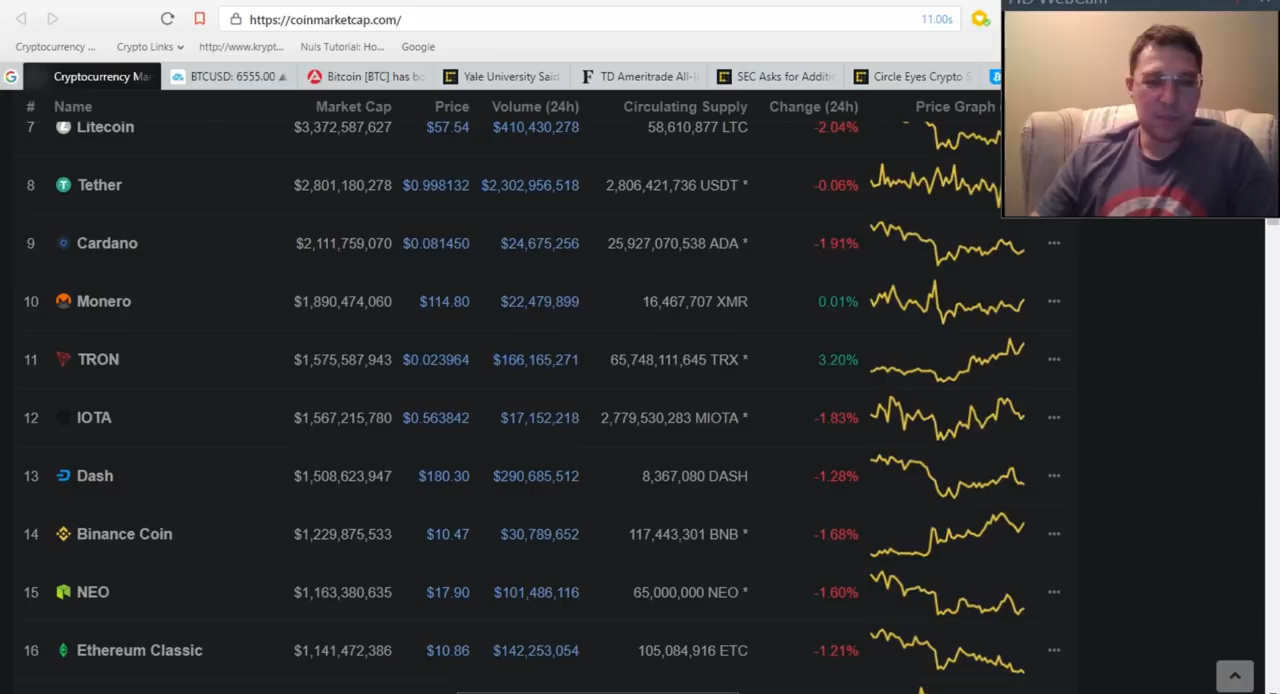 HD WebCam
https://coinmarketcap.com/ 11.00s
Cryptocurrency ... Crypto Links http://www.krypt... Nuls Tutorial: Ho... Google
Cryptocurrency Ma BTCUSD: 6555.00 Bitcoin [BTC] has b Yale University Said TD Ameritrade All-I SEC Asks for Additi Circle Eyes Crypto S
# Name Market Cap Price Volume (24h) Circulating Supply Change (24h) Price Graph
7 Litecoin $3,372,587,627 $57.54 $410,430,278 58,610,877 LTC -2.04%
8 Tether $2,801,180,278 $0.998132 $2,302,956,518 2,806,421,736 USDT * -0.06%
9 Cardano $2,111,759,070 $0.081450 $24,675,256 25,927,070,538 ADA * -1.91%
10 Monero $1,890,474,060 $114.80 $22,479,899 16,467,707 XMR 0.01%
11 TRON $1,575,587,943 $0.023964 $166,165,271 65,748,111,645 TRX * 3.20%
12 IOTA $1,567,215,780 $0.563842 $17,152,218 2,779,530,283 MIOTA * -1.83%
13 Dash $1,508,623,947 $180.30 $290,685,512 8,367,080 DASH -1.28%
14 Binance Coin $1,229,875,533 $10.47 $30,789,652 117,443,301 BNB * -1.68%
15 NEO $1,163,380,635 $17.90 $101,486,116 65,000,000 NEO * -1.60%
16 Ethereum Classic $1,141,472,386 $10.86 $142,253,054 105,084,916 ETC -1.21%